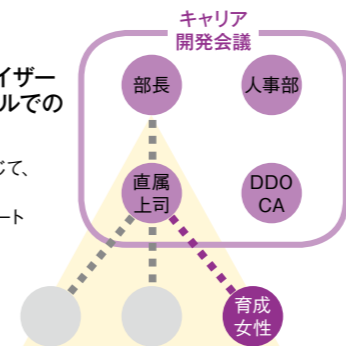 キャリア
開発会議
イザー
ルでの
じて、
ート
部長
人事部
直属
上司
DDO
CA
育成
女性